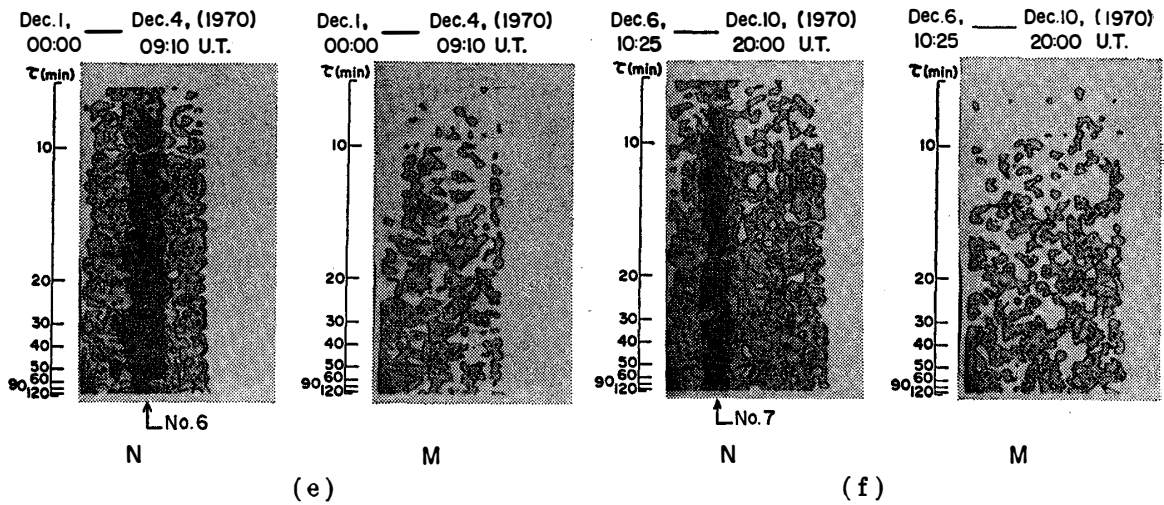 Dec.1, — Dec.4, (1970) Dec.1, — Dec.4, (1970) Dec.6, — Dec.10, (1970) Dec.6, — Dec.10, (1970)
00:00 09:10 U.T. 00:00 09:10 U.T. 10:25 20:00 U.T. 10:25 20:00 U.T.
τ(min) τ(min) τ(min) τ(min)
10 10 10 10
20 20 20 20
30 30 30 30
40 40 40 40
50 50 50 50
60 60 60 60
90 90 90 90
120 120 120 120
No.6 No.7
N M N M
(e) (f)